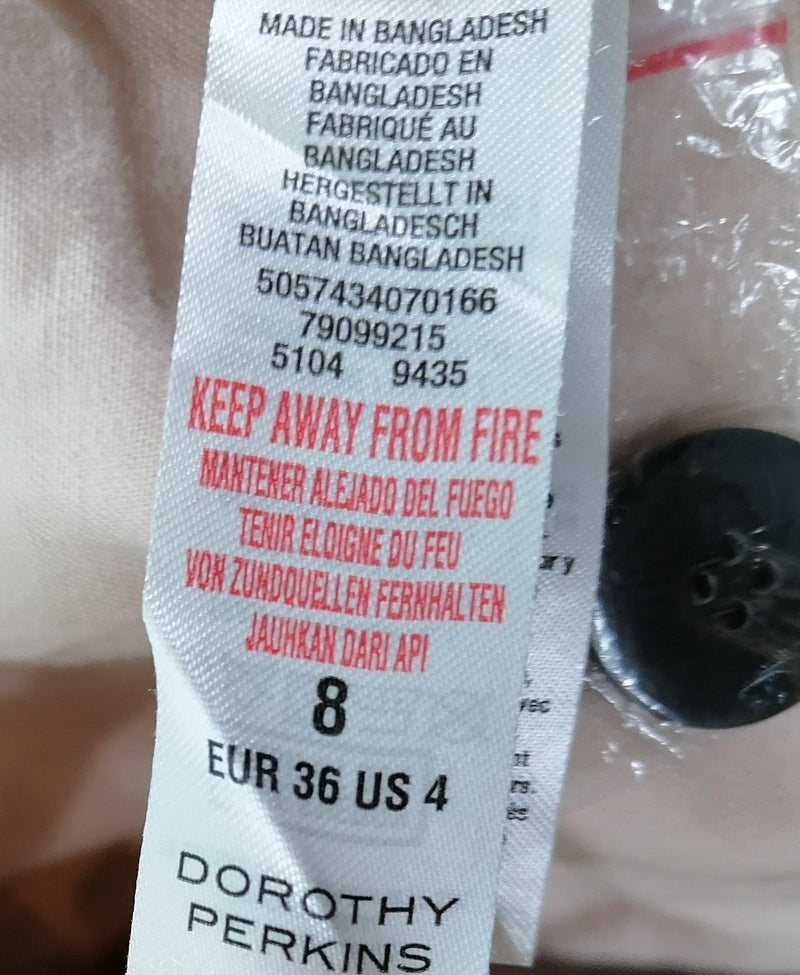 MADE IN BANGLADESH
FABRICADO EN
BANGLADESH
FABRIQUÉ AU
BANGLADESH
HERGESTELLT IN
BANGLADESCH
BUATAN BANGLADESH
5057434070166
79099215
5104 9435
KEEP AWAY FROM FIRE
MANTENER ALEJADO DEL FUEGO
TENIR ELOIGNE DU FEU
VON ZUNDQUELLEN FERNHALTEN
JAUHKAN DARI API
8
EUR 36 US 4
DOROTHY
PERKINS